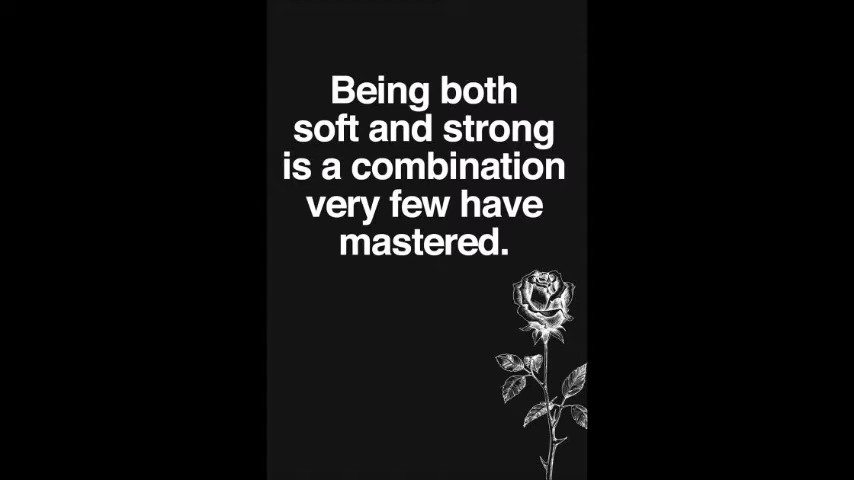 Being both
soft and strong
is a combination
very few have
mastered.